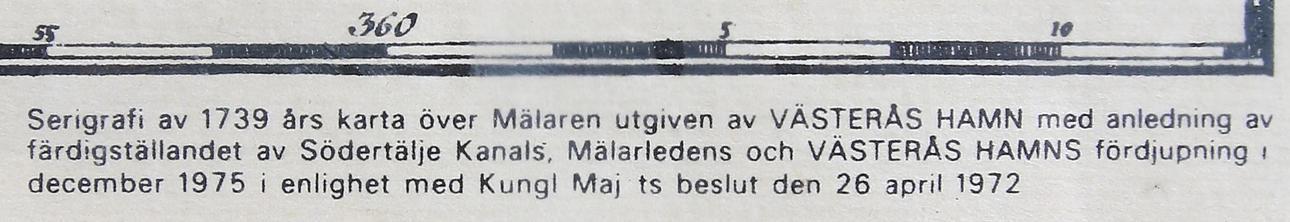 55 360 5 10
Serigrafi av 1739 års karta över Mälaren utgiven av VÄSTERÅS HAMN med anledning av
färdigställandet av Södertälje Kanals, Mälarledens och VÄSTERÅS HAMNS fördjupning i
december 1975 i enlighet med Kungl Maj ts beslut den 26 april 1972